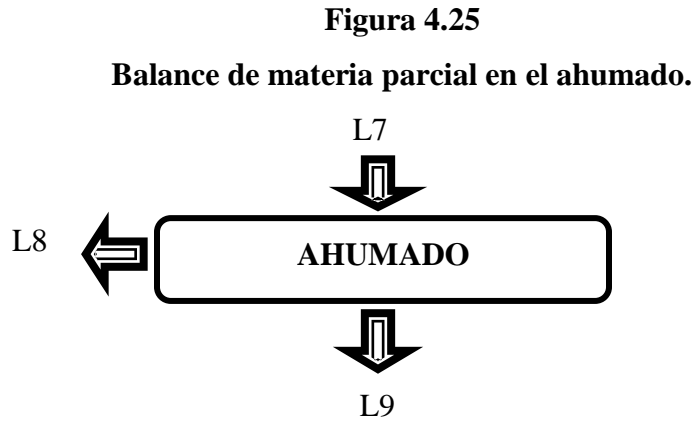 Figura 4.25
Balance de materia parcial en el ahumado.
L7
L8
AHUMADO
L9